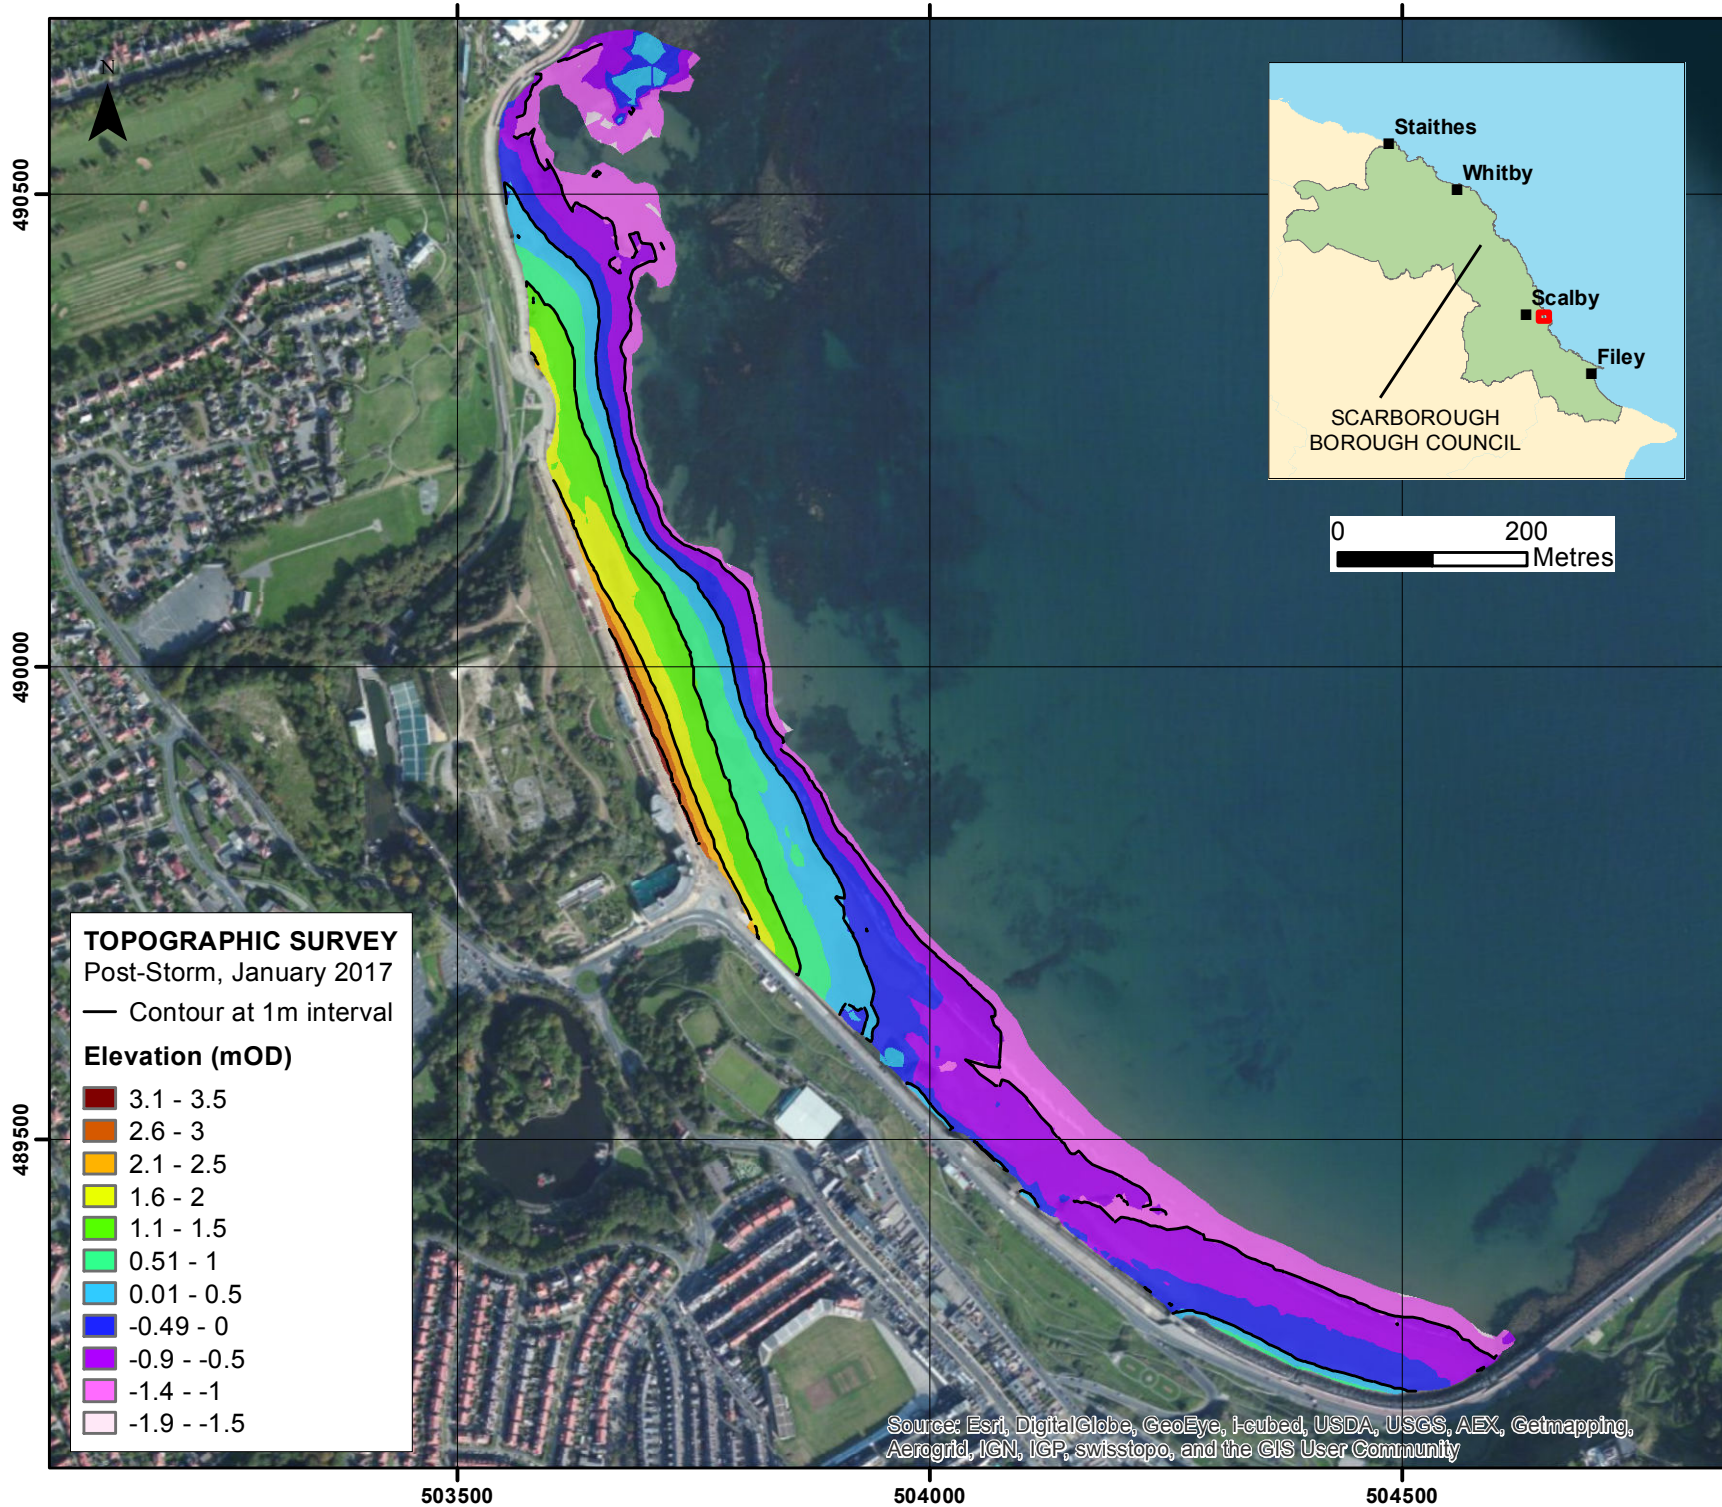 N
490500
490000
489500
503500
504000
504500
Staithes
Whitby
Scalby
Filey
SCARBOROUGH
BOROUGH COUNCIL
0 200
Metres
TOPOGRAPHIC SURVEY
Post-Storm, January 2017
Contour at 1m interval
Elevation (mOD)
3.1 - 3.5
2.6 - 3
2.1 - 2.5
1.6 - 2
1.1 - 1.5
0.51 - 1
0.01 - 0.5
-0.49 - 0
-0.9 - -0.5
-1.4 - -1
-1.9 - -1.5
Source: Esri, DigitalGlobe, GeoEye, i-cubed, USDA, USGS, AEX, Getmapping,
Aerogrid, IGN, IGP, swisstopo, and the GIS User Community